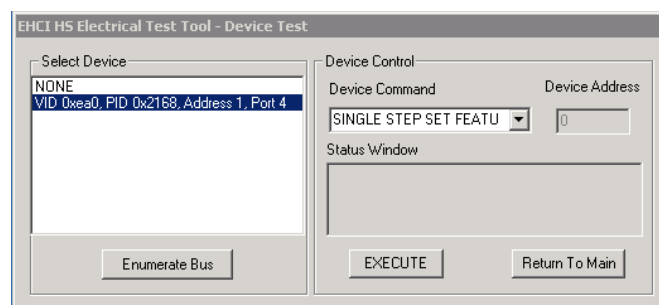 EHCI HS Electrical Test Tool - Device Test
Select Device
NONE
VID 0xea0, PID 0x2168, Address 1, Port 4
Enumerate Bus
Device Control
Device Command
Device Address
SINGLE STEP SET FEATU
0
Status Window
EXECUTE
Return To Main